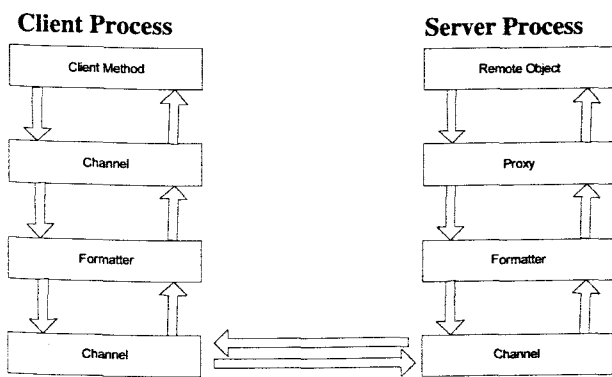 Client Process
Server Process
Client Method
Remote Object
Channel
Proxy
Formatter
Formatter
Channel
Channel